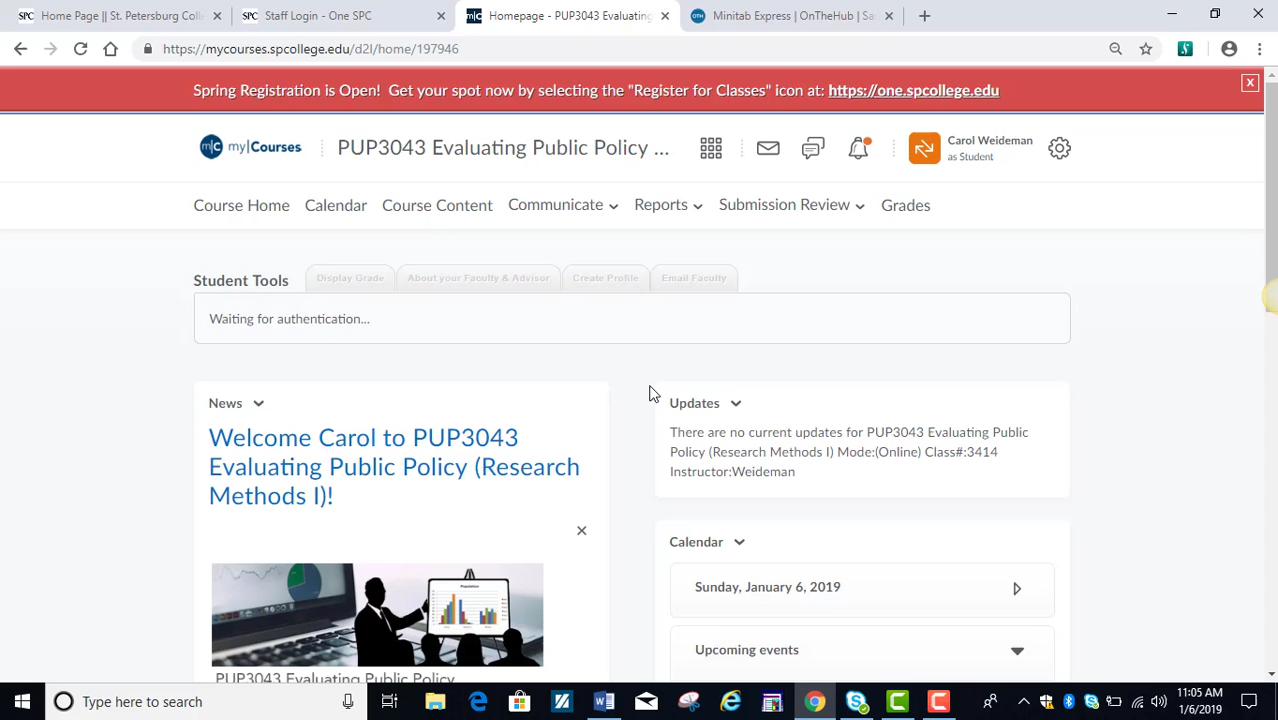 Home Page || St. Petersburg Coll
Staff Login - One SPC
Homepage - PUP3043 Evaluating
Minitab Express | OnTheHub | Sa
https://mycourses.spcollege.edu/d2l/home/197946
Spring Registration is Open! Get your spot now by selecting the "Register for Classes" icon at: https://one.spcollege.edu
X
my|Courses
PUP3043 Evaluating Public Policy ...
Carol Weideman
as Student
Course Home
Calendar
Course Content
Communicate
Reports
Submission Review
Grades
Student Tools
Display Grade
About your Faculty & Advisor
Create Profile
Email Faculty
Waiting for authentication...
News
Welcome Carol to PUP3043
Evaluating Public Policy (Research
Methods I)!
Population
PUP3043 Evaluating Public Policy
Updates
There are no current updates for PUP3043 Evaluating Public
Policy (Research Methods I) Mode:(Online) Class#:3414
Instructor:Weideman
Calendar
Sunday, January 6, 2019
Upcoming events
Type here to search
11:05 AM
1/6/2019